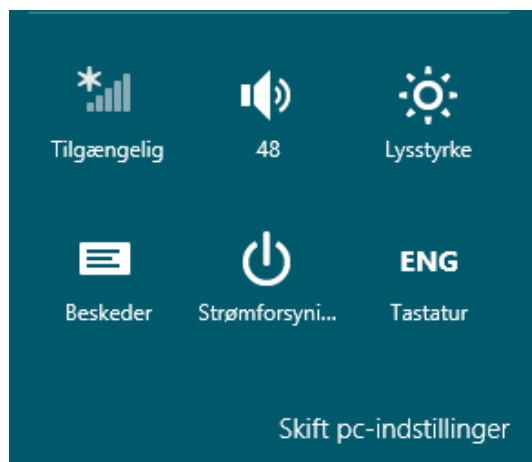 Tilgængelig
48
Lysstyrke
ENG
Beskeder
Strømforsyni...
Tastatur
Skift pc-indstillinger